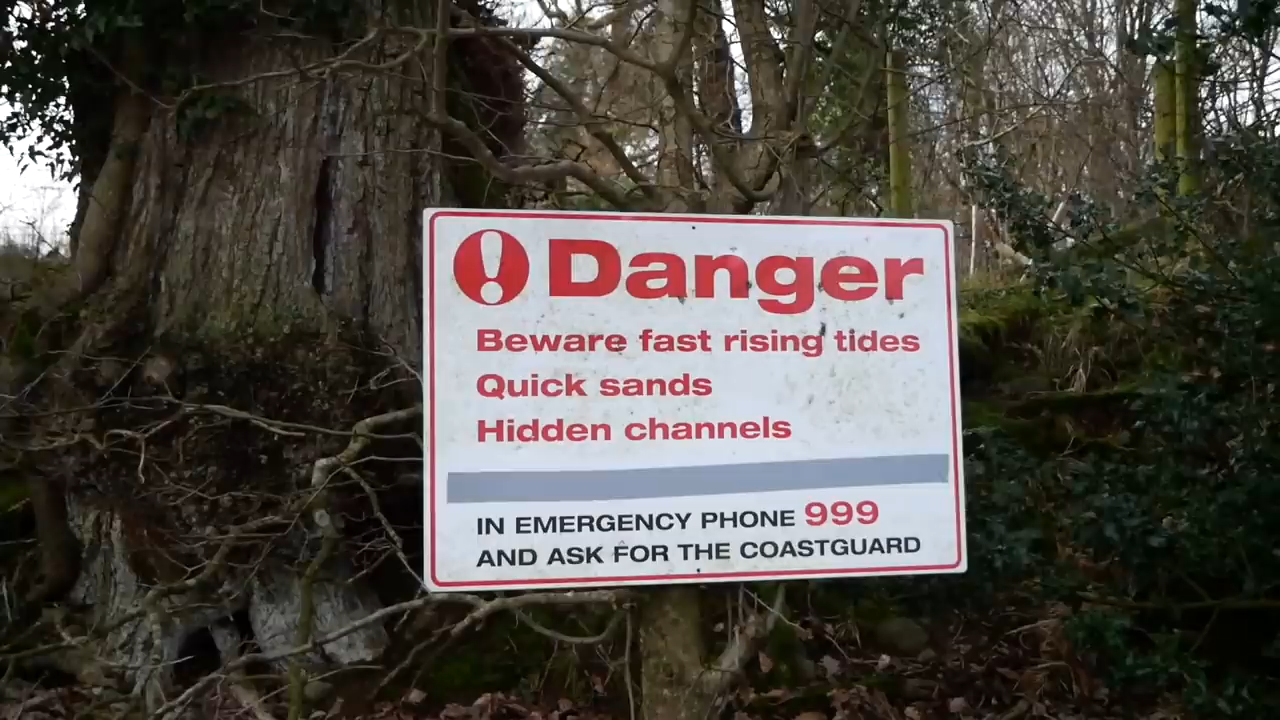 Danger
Beware fast rising tides
Quick sands
Hidden channels
IN EMERGENCY PHONE 999
AND ASK FOR THE COASTGUARD